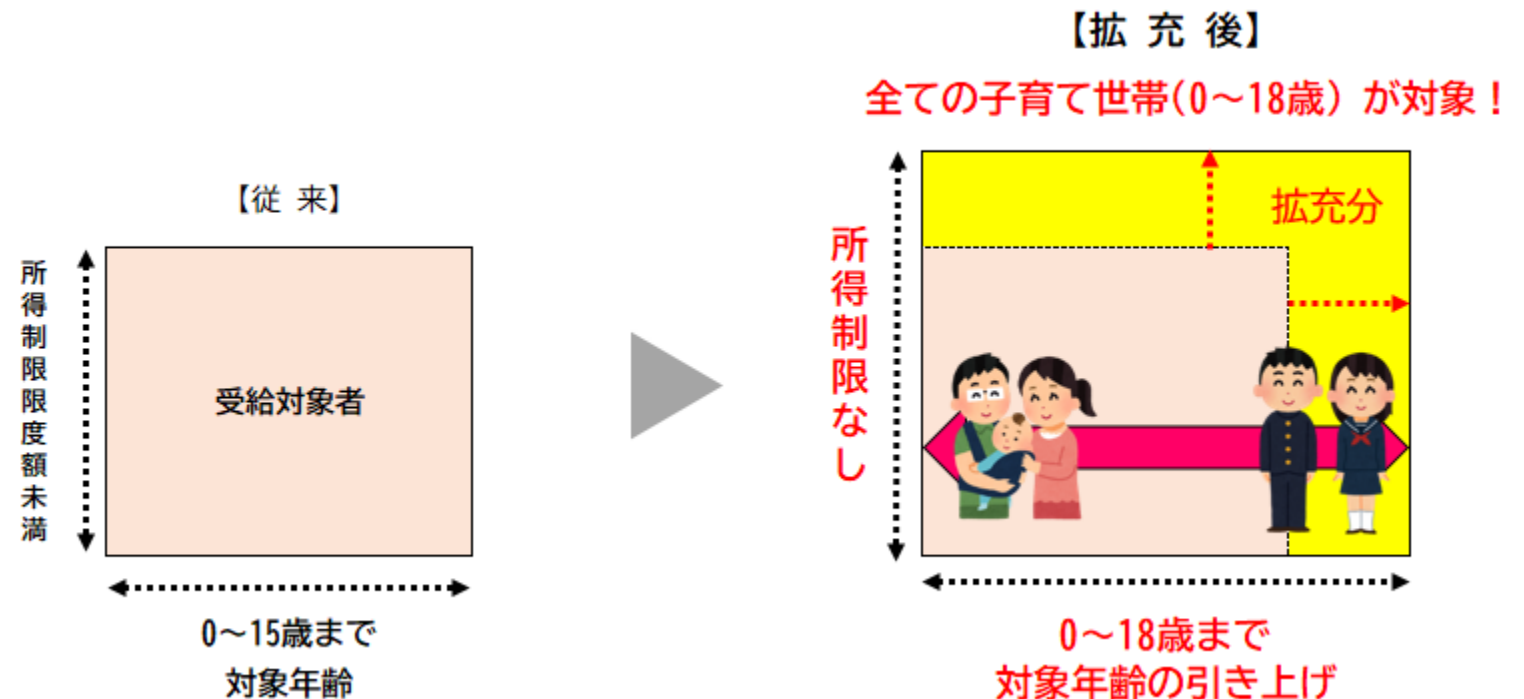 【従 来】
所得制限限度額未満
受給対象者
0～15歳まで
対象年齢
【拡 充 後】
全ての子育て世帯(0～18歳) が対象！
拡充分
所得制限なし
0～18歳まで
対象年齢の引き上げ